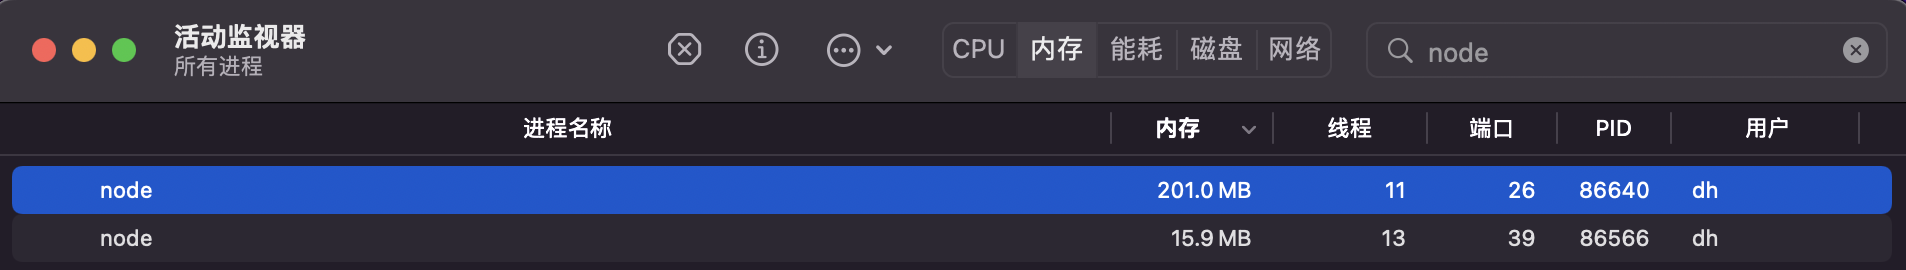 活动监视器
所有进程
CPU 内存 能耗 磁盘 网络
node
进程名称 内存 线程 端口 PID 用户
node 201.0 MB 11 26 86640 dh
node 15.9 MB 13 39 86566 dh